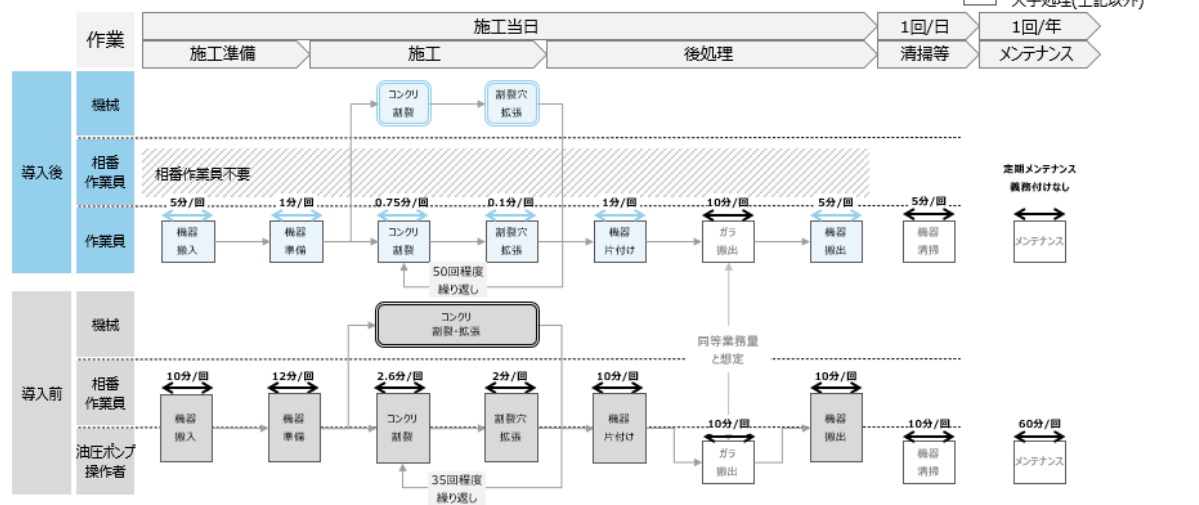 人手処理(上記以外)
作業
施工当日
1回/日
1回/年
施工準備
施工
後処理
清掃等
メンテナンス
導入後
機械
コンクリ
割裂
割裂穴
拡張
相番
作業員
相番作業員不要
定期メンテナンス
義務付けなし
作業員
5分/回
1分/回
0.75分/回
0.1分/回
1分/回
10分/回
5分/回
5分/回
機器
搬入
機器
準備
コンクリ
割裂
割裂穴
拡張
機器
片付け
ガラ
搬出
機器
搬出
機器
清掃
メンテナンス
50回程度
繰り返し
導入前
機械
コンクリ
割裂・拡張
同等業務量
と想定
相番
作業員
油圧ポンプ
操作者
10分/回
12分/回
2.6分/回
2分/回
10分/回
10分/回
10分/回
10分/回
60分/回
機器
搬入
機器
準備
コンクリ
割裂
割裂穴
拡張
機器
片付け
ガラ
搬出
機器
搬出
機器
清掃
メンテナンス
35回程度
繰り返し